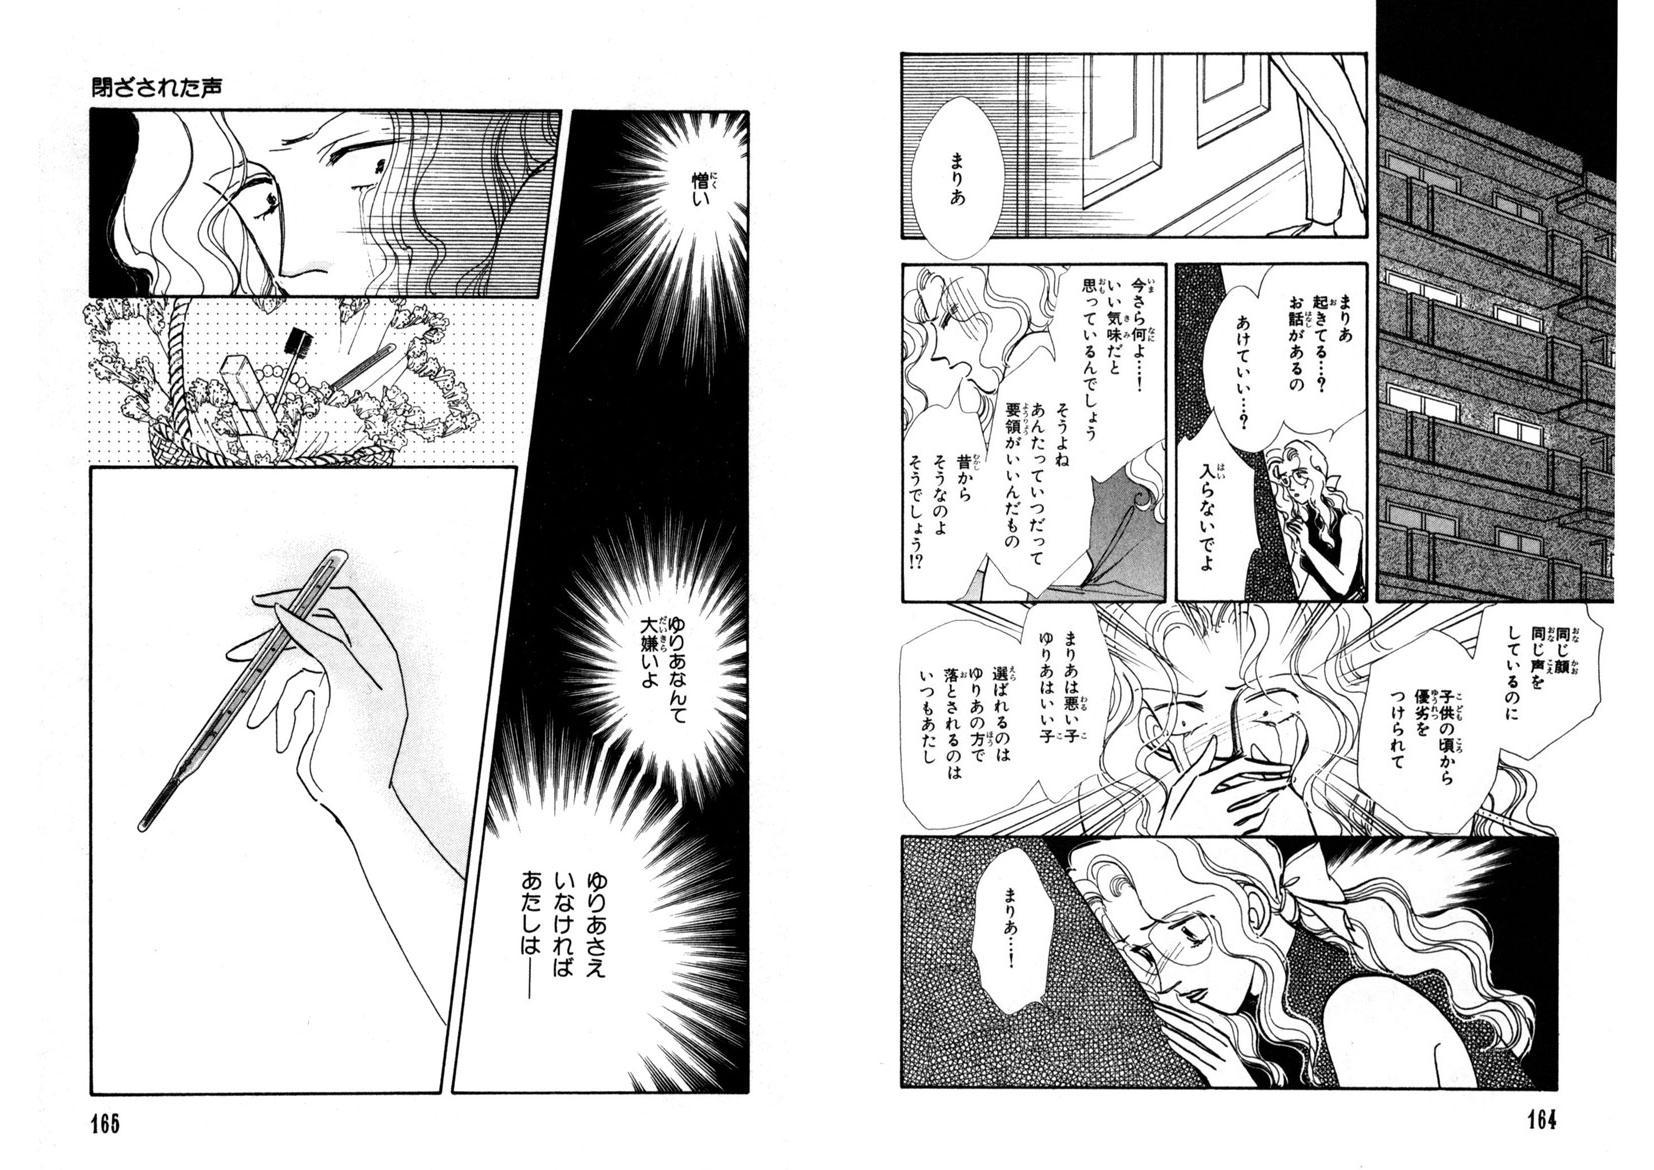 まりあ
まりあ
起きてる…?
お話があるの
あけていい…?
入らないでよ
今さら何よ…!
いい気味だと
思っているんでしょう
そうよね
あんたっていつだって
要領がいいんだもの
昔から
そうなのよ
そうでしょう!?
同じ顔
同じ声を
しているのに
子供の頃から
優劣を
つけられて
まりあは悪い子
ゆりあはいい子
選ばれるのは
ゆりあの方で
落とされるのは
いつもあたし
まりあ…!
164
閉ざされた声
憎い
ゆりあなんて
大嫌いよ
ゆりあさえ
いなければ
あたしは――
165